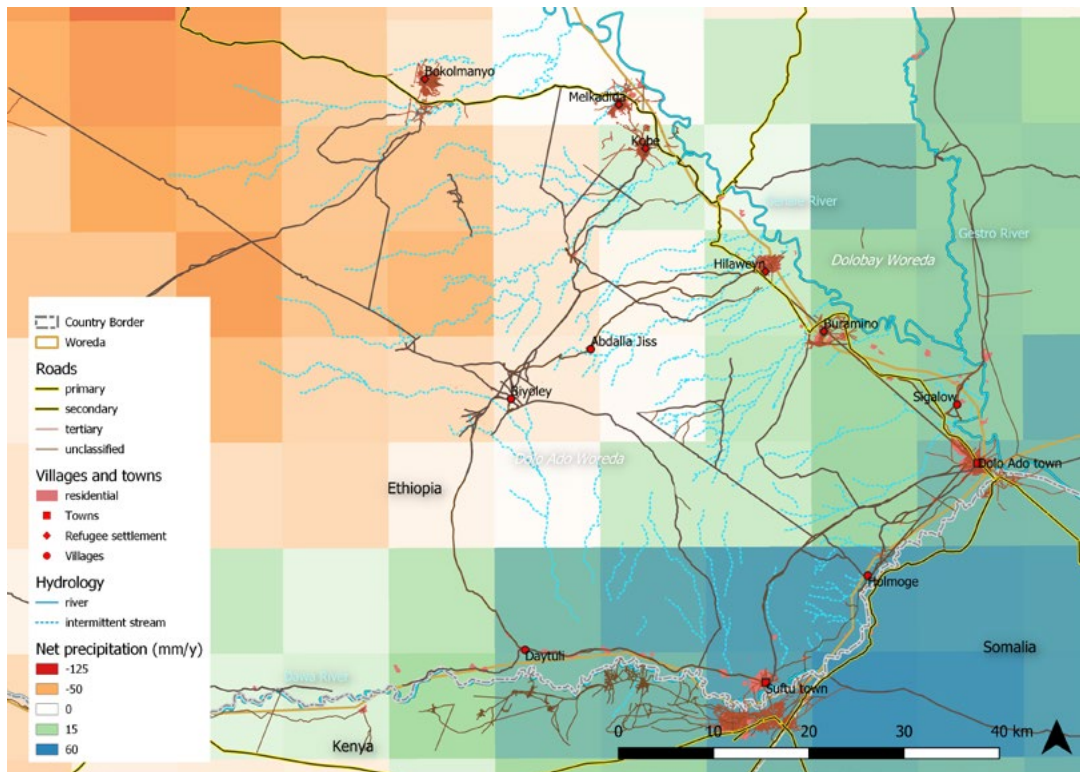 Bokolmanyo
Melkadida
Kobe
River
Gestro River
Hilaweyn
Dolobay Woreda
Buramino
Abdalla Jiss
Biyoley
Sigalow
Dolo Ado Woreda
Dolo Ado town
Ethiopia
Holmoge
Somalia
Daytuli
Dawa River
Suftu town
Kenya
Country Border
Woreda
Roads
primary
secondary
tertiary
unclassified
Villages and towns
residential
Towns
Refugee settlement
Villages
Hydrology
river
intermittent stream
Net precipitation (mm/y)
-125
-50
0
15
60
0 10 20 30 40 km